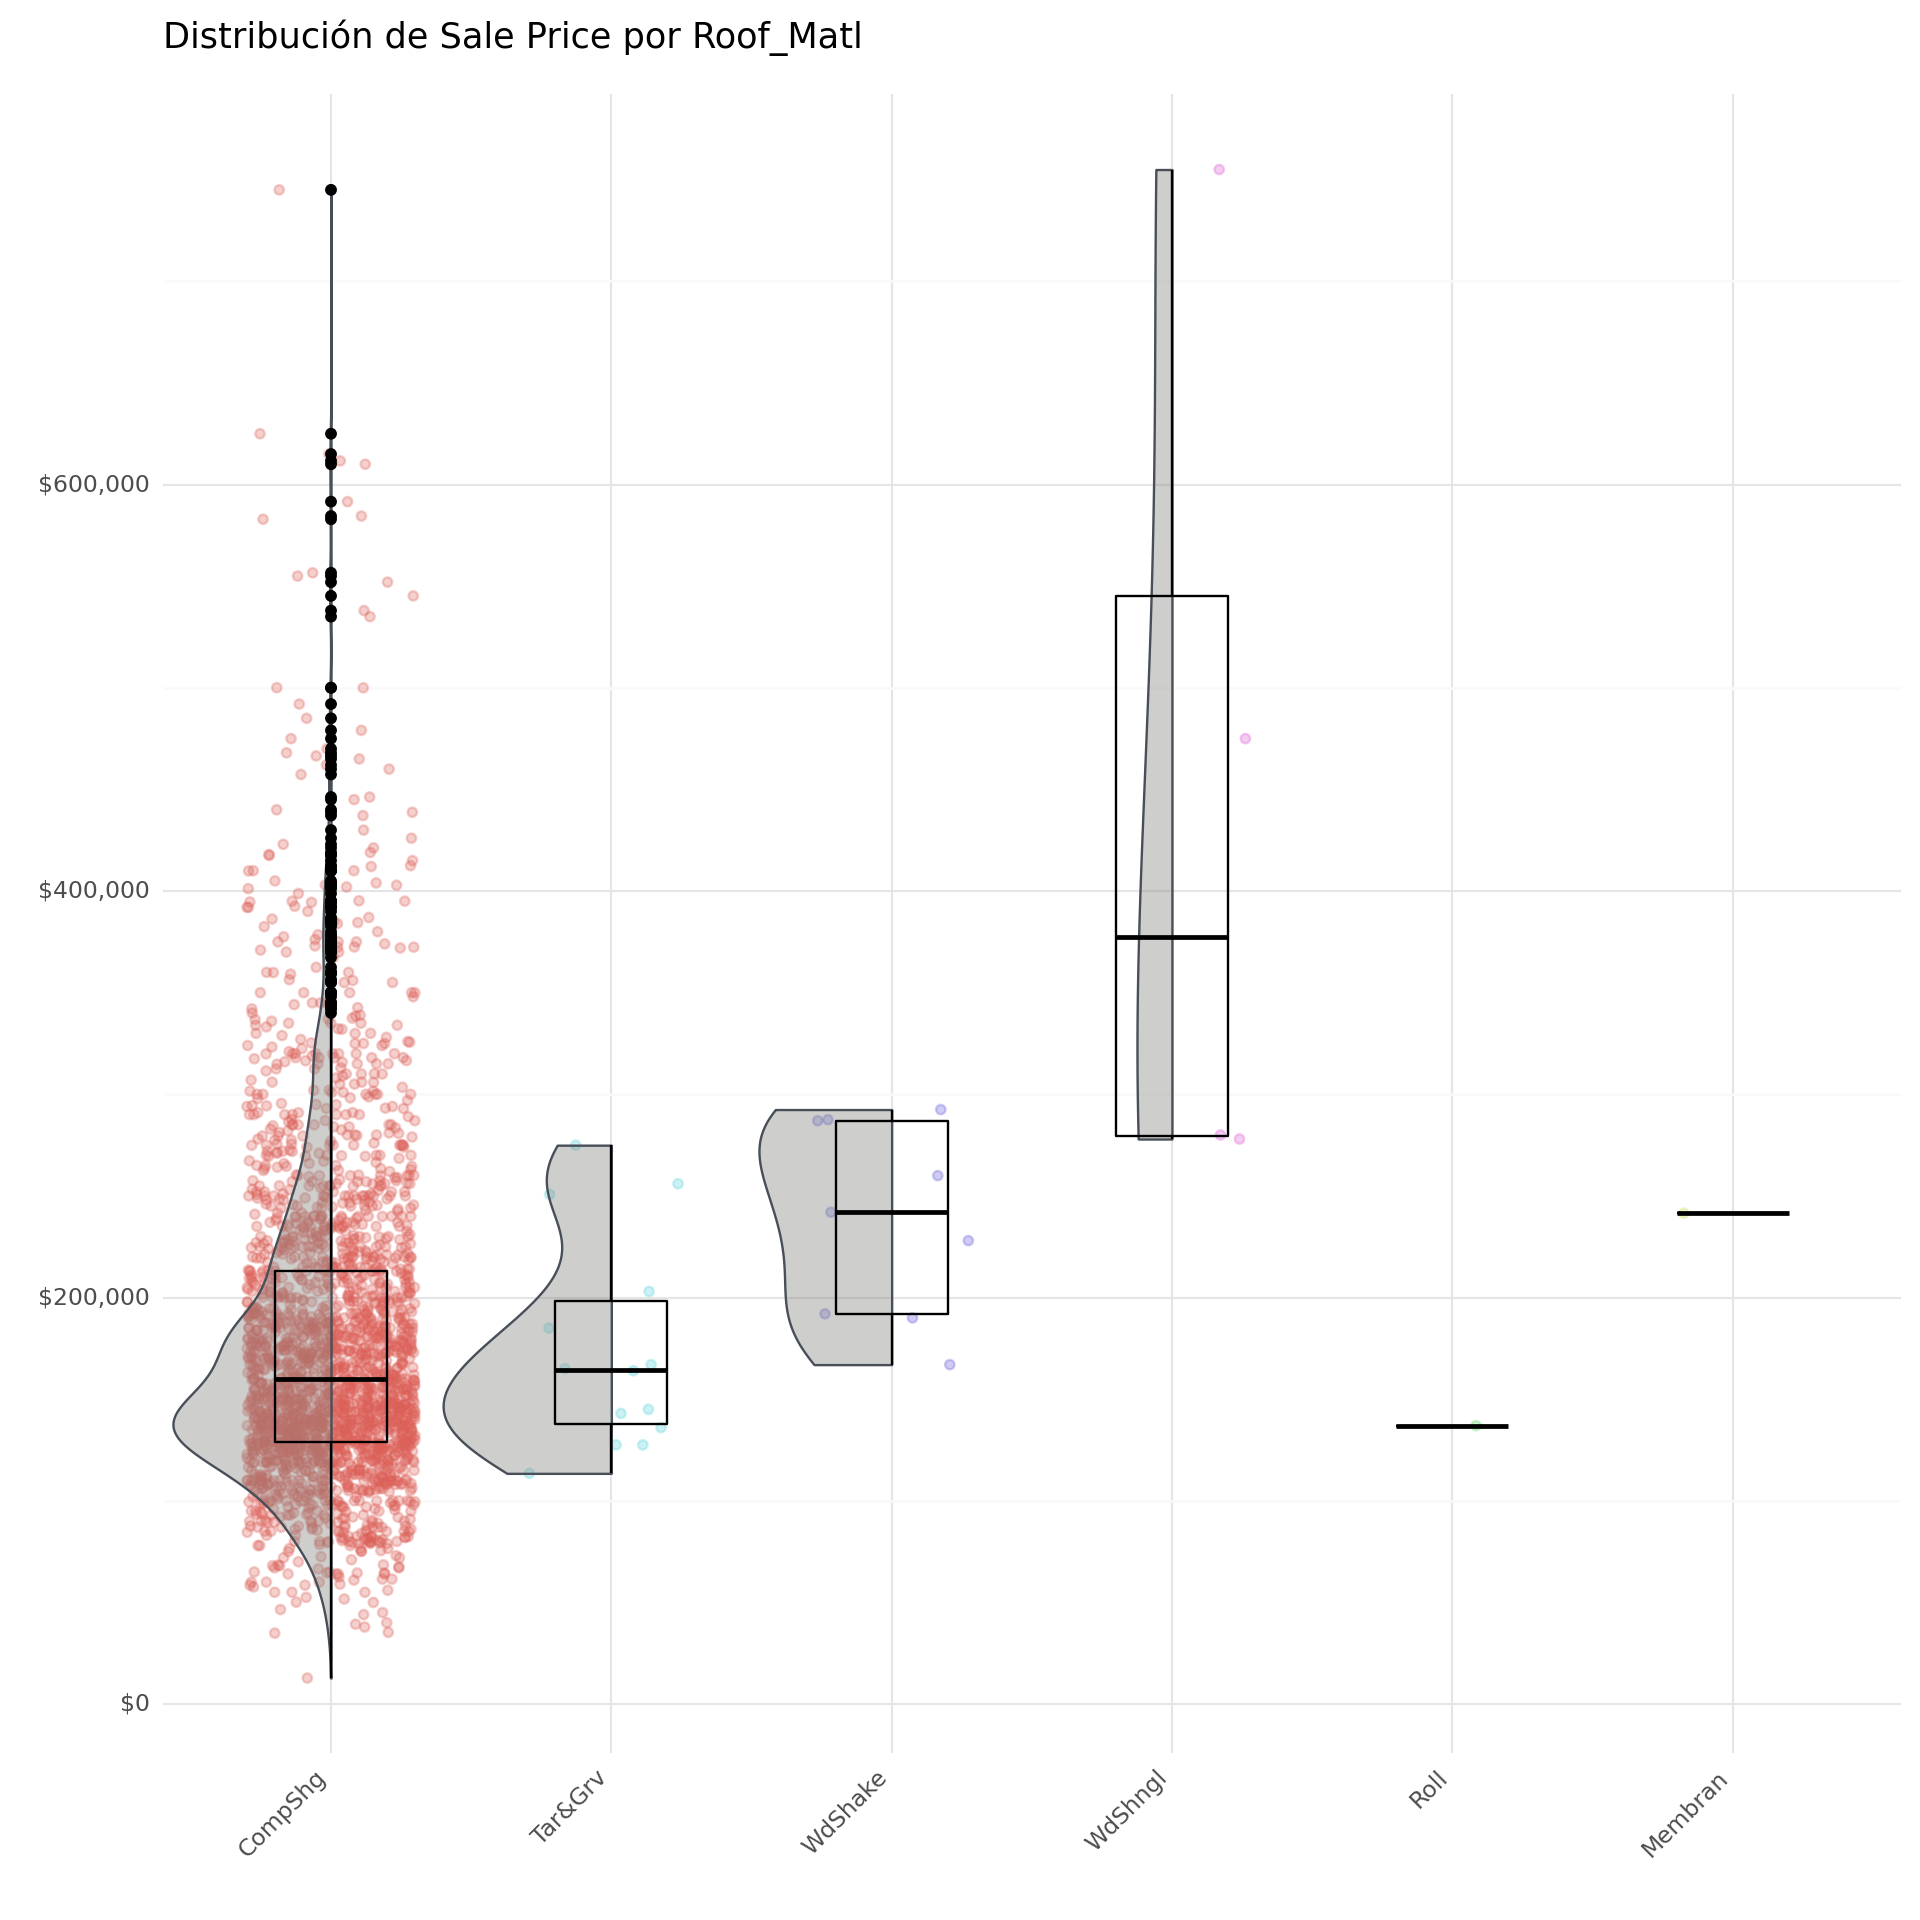 Distribución de Sale Price por Roof_Matl
$600,000
$400,000
$200,000
$0
CompShg
Tar&Grv
WdShake
WdShngl
Roll
Membran